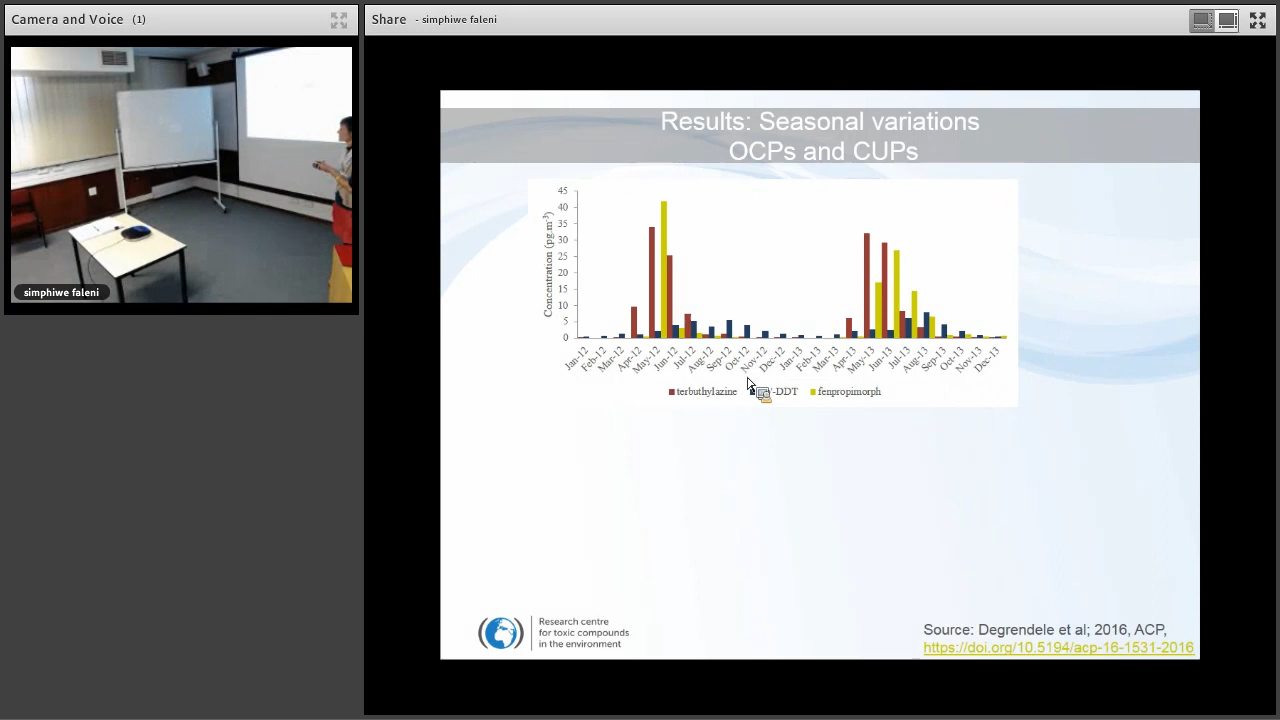 Camera and Voice (1)
Share - simphiwe faleni
simphiwe faleni
Results: Seasonal variations
OCPs and CUPs
Concentration (pg.m-3)
45
40
35
30
25
20
15
10
5
0
Jan-12 Feb-12 Mar-12 Apr-12 May-12 Jun-12 Jul-12 Aug-12 Sep-12 Oct-12 Nov-12 Dec-12 Jan-13 Feb-13 Mar-13 Apr-13 May-13 Jun-13 Jul-13 Aug-13 Sep-13 Oct-13 Nov-13 Dec-13
terbuthylazine -DDT fenpropimorph
Research centre
for toxic compounds
in the environment
Source: Degrendele et al; 2016, ACP,
https://doi.org/10.5194/acp-16-1531-2016